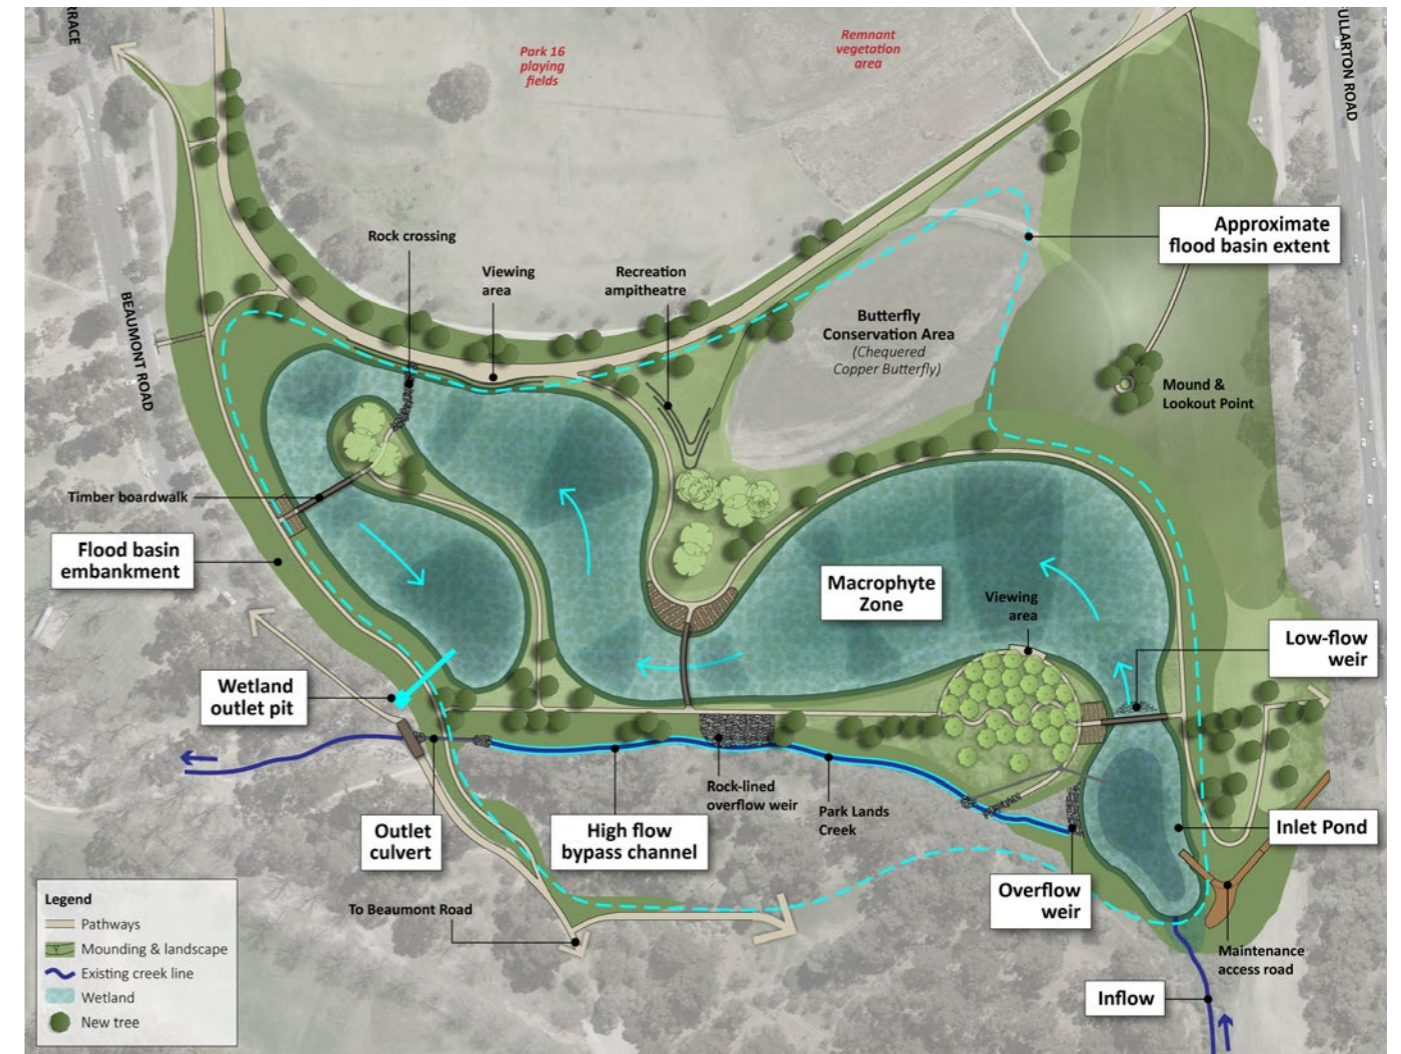 RRACE
Park 16
playing
fields
Remnant
vegetation
area
ULLARTON ROAD
Approximate
flood basin extent
Rock crossing
Viewing
area
Recreation
ampitheatre
BEAUMONT ROAD
Butterfly
Conservation Area
(Chequered
Copper Butterfly)
Mound &
Lookout Point
Timber boardwalk
Flood basin
embankment
Macrophyte
Zone
Viewing
area
Low-flow
weir
Wetland
outlet pit
Rock-lined
overflow weir
Park Lands
Creek
Outlet
culvert
High flow
bypass channel
Inlet Pond
Overflow
weir
To Beaumont Road
Maintenance
access road
Inflow
Legend
Pathways
Mounding & landscape
Existing creek line
Wetland
New tree